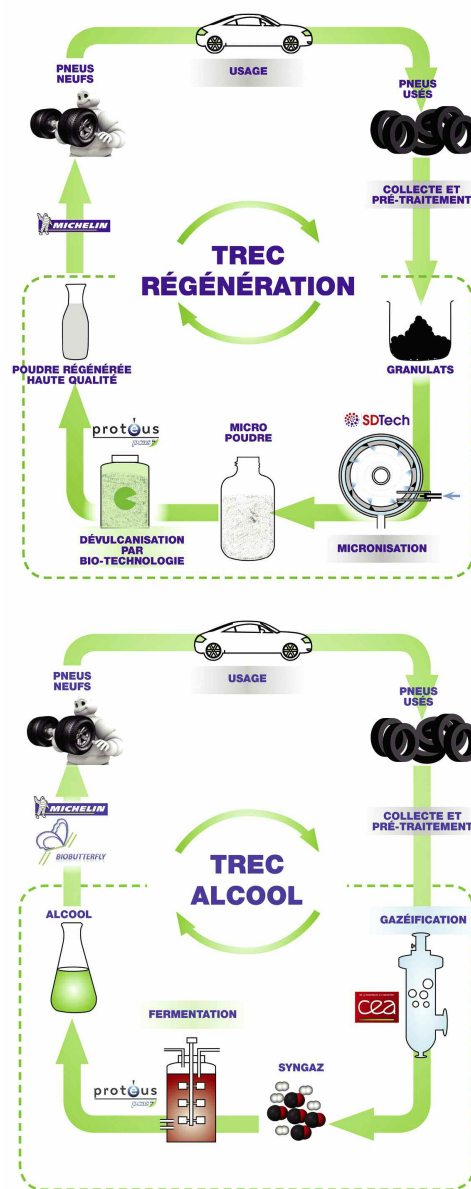 USAGE
PNEUS
NEUFS
PNEUS
USÉS
COLLECTE ET
PRÉ-TRAITEMENT
MICHELIN
TREC
RÉGÉNÉRATION
POUDRE RÉGÉNÉRÉE
HAUTE QUALITÉ
GRANULATS
SDTech
MICRO
POUDRE
protéus
DÉVULCANISATION
PAR
BIO-TECHNOLOGIE
MICRONISATION
USAGE
PNEUS
NEUFS
PNEUS
USÉS
COLLECTE ET
PRÉ-TRAITEMENT
MICHELIN
BIOBUTTERFLY
TREC
ALCOOL
ALCOOL
GAZÉIFICATION
cea
FERMENTATION
SYNGAZ
protéus